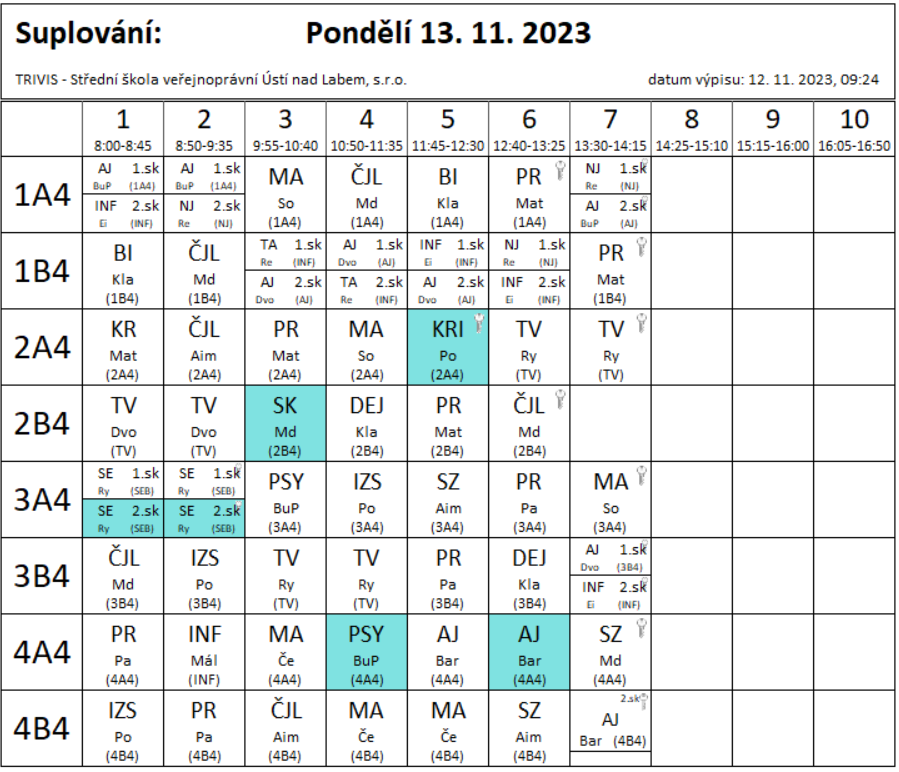 Suplování: Pondělí 13. 11. 2023
TRIVIS - Střední škola veřejnoprávní Ústí nad Labem, s.r.o. datum výpisu: 12. 11. 2023, 09:24
1 2 3 4 5 6 7 8 9 10
8:00-8:45 8:50-9:35 9:55-10:40 10:50-11:35 11:45-12:30 12:40-13:25 13:30-14:15 14:25-15:10 15:15-16:00 16:05-16:50
1A4
AJ 1.sk
BuP (1A4)
INF 2.sk
Ei (INF)
AJ 1.sk
BuP (1A4)
NJ 2.sk
Re (NJ)
MA
So
(1A4)
ČJL
Md
(1A4)
BI
Kla
(1A4)
PR
Mat
(1A4)
NJ 1.sk
Re (NJ)
AJ 2.sk
BuP (AJ)
1B4
BI
Kla
(1B4)
ČJL
Md
(1B4)
TA 1.sk
Re (INF)
AJ 2.sk
Dvo (AJ)
AJ 1.sk
Dvo (AJ)
TA 2.sk
Re (INF)
INF 1.sk
Ei (INF)
AJ 2.sk
Dvo (AJ)
NJ 1.sk
Re (NJ)
INF 2.sk
Ei (INF)
PR
Mat
(1B4)
2A4
KR
Mat
(2A4)
ČJL
Aim
(2A4)
PR
Mat
(2A4)
MA
So
(2A4)
KRI
Po
(2A4)
TV
Ry
(TV)
TV
Ry
(TV)
2B4
TV
Dvo
(TV)
TV
Dvo
(TV)
SK
Md
(2B4)
DEJ
Kla
(2B4)
PR
Mat
(2B4)
ČJL
Md
(2B4)
3A4
SE 1.sk
Ry (SEB)
SE 2.sk
Ry (SEB)
SE 1.sk
Ry (SEB)
SE 2.sk
Ry (SEB)
PSY
BuP
(3A4)
IZS
Po
(3A4)
SZ
Aim
(3A4)
PR
Pa
(3A4)
MA
So
(3A4)
3B4
ČJL
Md
(3B4)
IZS
Po
(3B4)
TV
Ry
(TV)
TV
Ry
(TV)
PR
Pa
(3B4)
DEJ
Kla
(3B4)
AJ 1.sk
Dvo (3B4)
INF 2.sk
Ei (INF)
4A4
PR
Pa
(4A4)
INF
Mál
(INF)
MA
Če
(4A4)
PSY
BuP
(4A4)
AJ
Bar
(4A4)
AJ
Bar
(4A4)
SZ
Md
(4A4)
4B4
IZS
Po
(4B4)
PR
Pa
(4B4)
ČJL
Aim
(4B4)
MA
Če
(4B4)
MA
Če
(4B4)
SZ
Aim
(4B4)
2.sk
AJ
Bar (4B4)